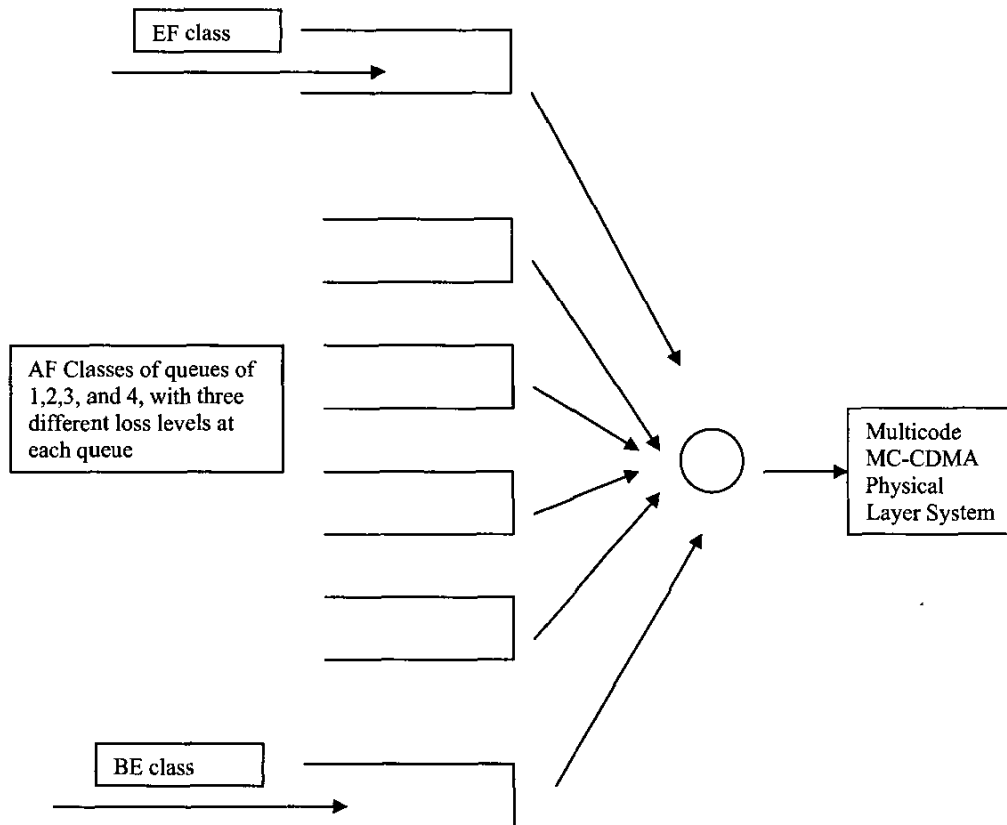 EF class
AF Classes of queues of
1,2,3, and 4, with three
different loss levels at
each queue
Multicode
MC-CDMA
Physical
Layer System
BE class